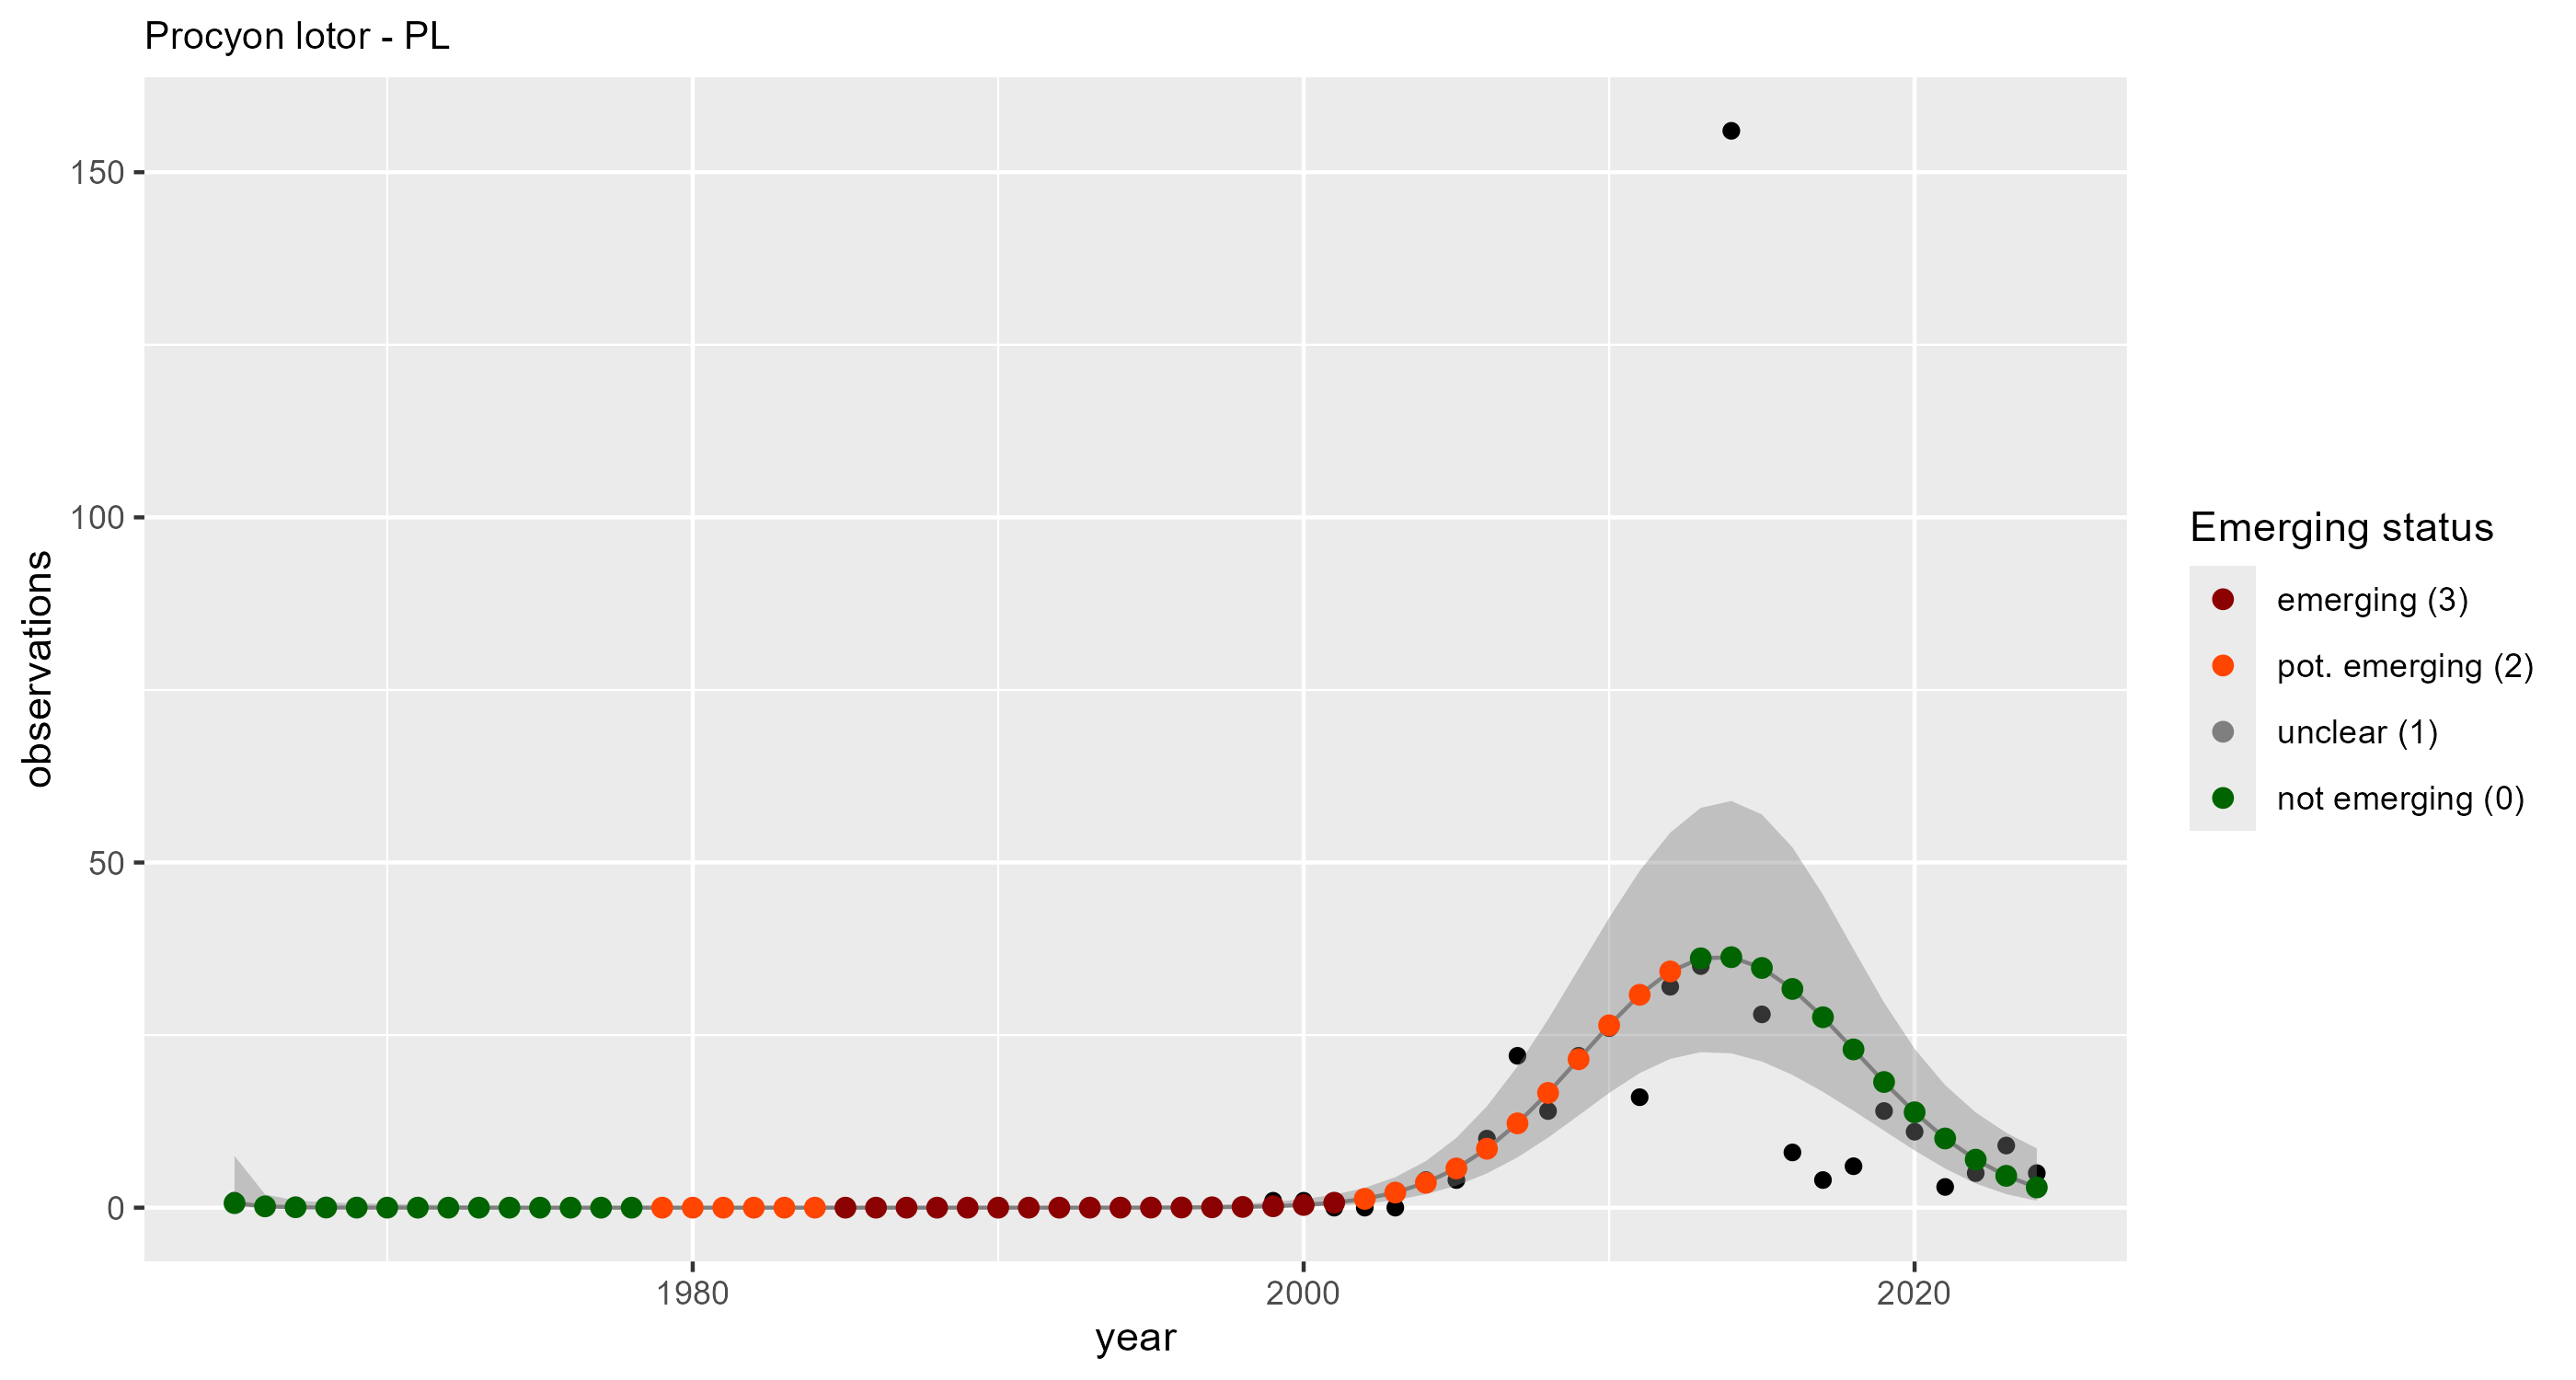 Procyon lotor - PL
150
100
50
0
observations
1980
2000
2020
year
Emerging status
emerging (3)
pot. emerging (2)
unclear (1)
not emerging (0)